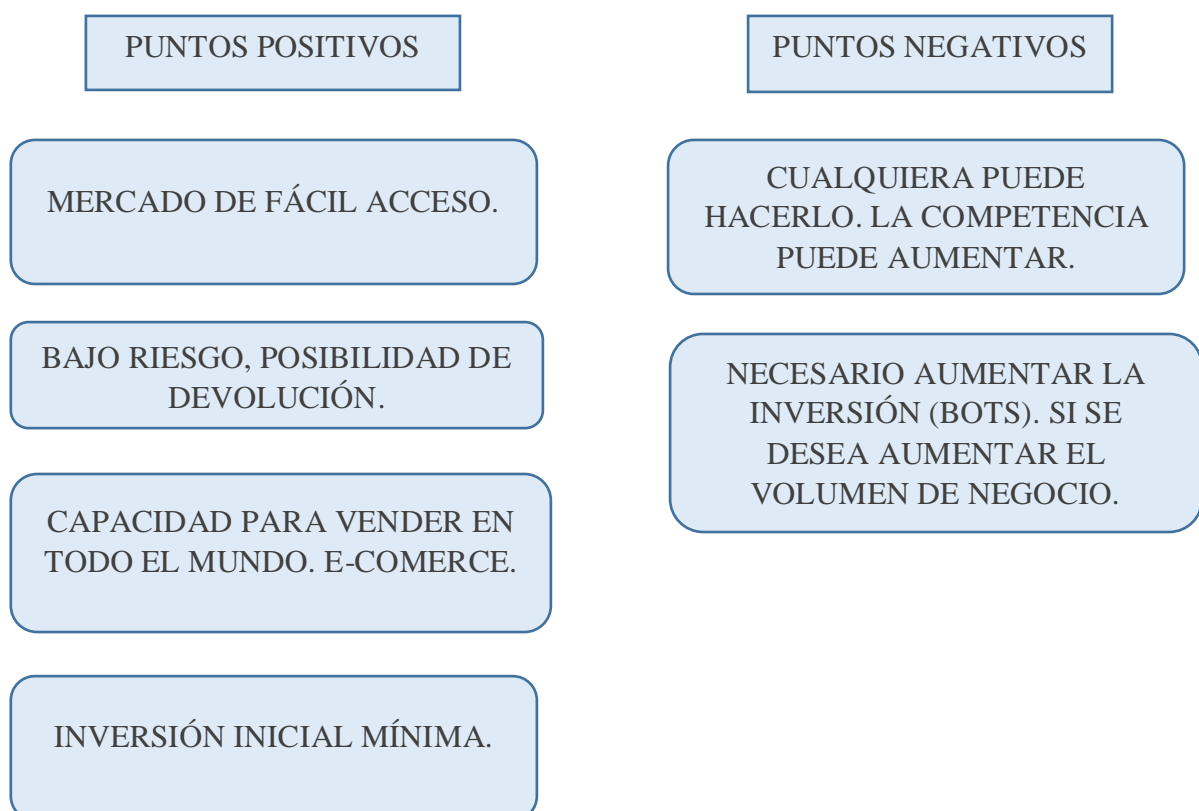 PUNTOS POSITIVOS
MERCADO DE FÁCIL ACCESO.
BAJO RIESGO, POSIBILIDAD DE
DEVOLUCIÓN.
CAPACIDAD PARA VENDER EN
TODO EL MUNDO. E-COMERCE.
INVERSIÓN INICIAL MÍNIMA.
PUNTOS NEGATIVOS
CUALQUIERA PUEDE
HACERLO. LA COMPETENCIA
PUEDE AUMENTAR.
NECESARIO AUMENTAR LA
INVERSIÓN (BOTS). SI SE
DESEA AUMENTAR EL
VOLUMEN DE NEGOCIO.